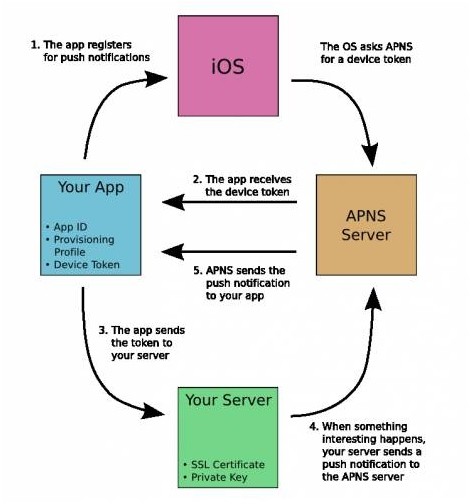 1. The app registers
for push notifications
iOS
The OS asks APNS
for a device token
Your App
• App ID
• Provisioning
Profile
• Device Token
2. The app receives
the device token
APNS
Server
5. APNS sends the
push notification
to your app
3. The app sends
the token to
your server
Your Server
• SSL Certificate
• Private Key
4. When something
interesting happens,
your server sends a
push notification to
the APNS server